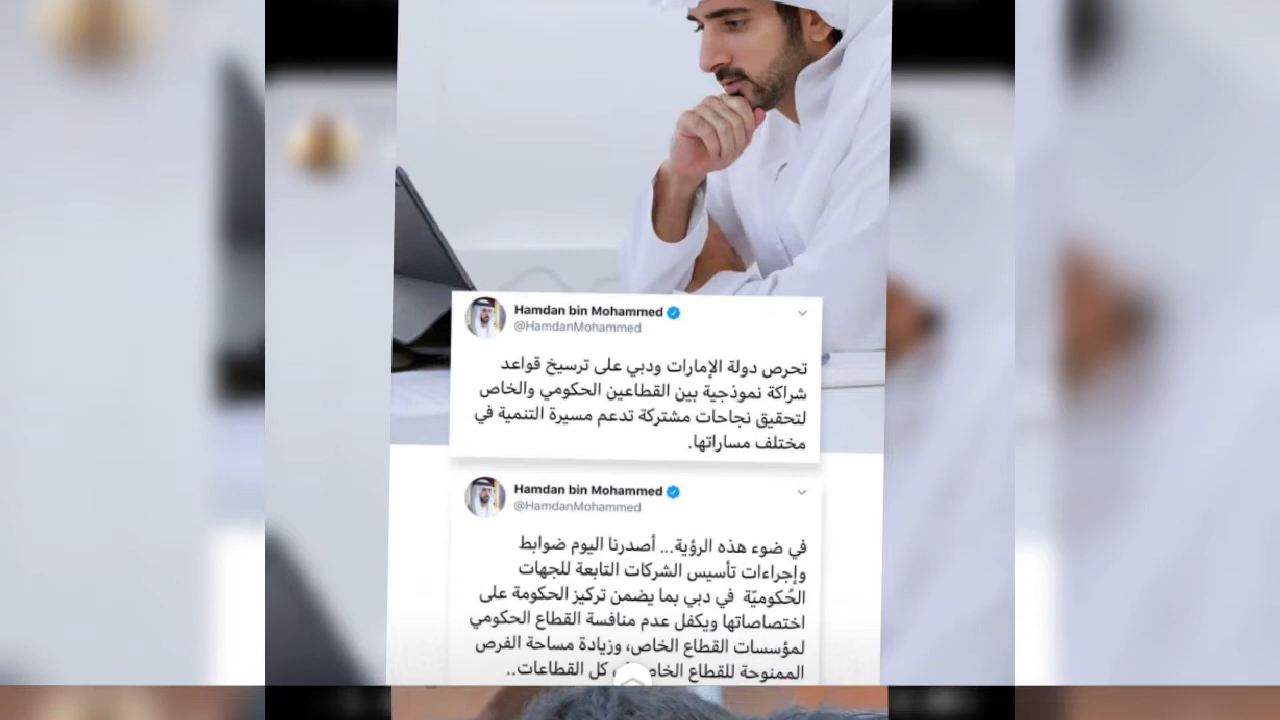 Hamdan bin Mohammed
@HamdanMohammed
تحرص دولة الإمارات ودبي على ترسيخ قواعد
شراكة نموذجية بين القطاعين الحكومي والخاص
لتحقيق نجاحات مشتركة تدعم مسيرة التنمية في
مختلف مساراتها.
Hamdan bin Mohammed
@HamdanMohammed
في ضوء هذه الرؤية... أصدرنا اليوم ضوابط
وإجراءات تأسيس الشركات التابعة للجهات
الحُكوميّة في دبي بما يضمن تركيز الحكومة على
اختصاصاتها ويكفل عدم منافسة القطاع الحكومي
لمؤسسات القطاع الخاص، وزيادة مساحة الفرص
الممنوحة للقطاع الخاص كل القطاعات..